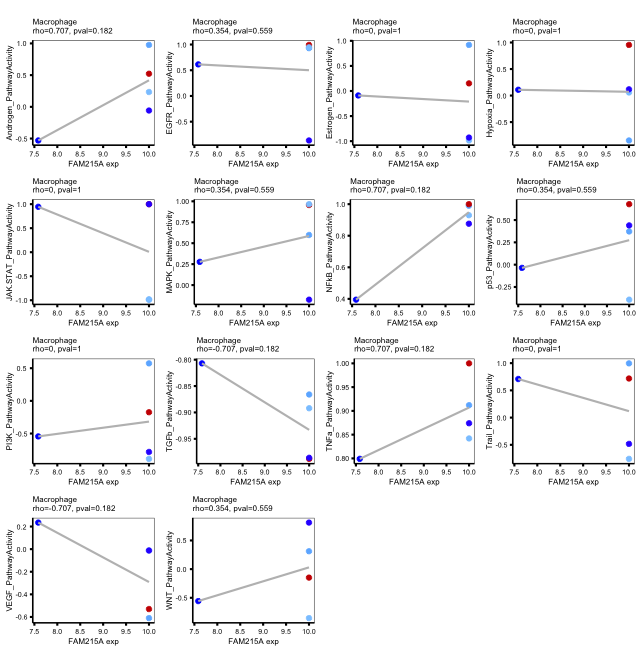 Macrophage
rho=0.707, pval=0.182
Androgen_PathwayActivity
1.0
0.5
0.0
-0.5
7.5 8.0 8.5 9.0 9.5 10.0
FAM215A exp
Macrophage
rho=0.354, pval=0.559
EGFR_PathwayActivity
1.0
0.5
0.0
-0.5
7.5 8.0 8.5 9.0 9.5 10.0
FAM215A exp
Macrophage
rho=0, pval=1
Estrogen_PathwayActivity
1.0
0.5
0.0
-0.5
-1.0
7.5 8.0 8.5 9.0 9.5 10.0
FAM215A exp
Macrophage
rho=0, pval=1
Hypoxia_PathwayActivity
1.0
0.5
0.0
-0.5
7.5 8.0 8.5 9.0 9.5 10.0
FAM215A exp
Macrophage
rho=0, pval=1
JAK-STAT_PathwayActivity
1.0
0.5
0.0
-0.5
-1.0
7.5 8.0 8.5 9.0 9.5 10.0
FAM215A exp
Macrophage
rho=0.354, pval=0.559
MAPK_PathwayActivity
1.00
0.75
0.50
0.25
0.00
7.5 8.0 8.5 9.0 9.5 10.0
FAM215A exp
Macrophage
rho=0.707, pval=0.182
NFkB_PathwayActivity
1.0
0.8
0.6
0.4
7.5 8.0 8.5 9.0 9.5 10.0
FAM215A exp
Macrophage
rho=0.354, pval=0.559
p53_PathwayActivity
0.50
0.25
0.00
-0.25
7.5 8.0 8.5 9.0 9.5 10.0
FAM215A exp
Macrophage
rho=0, pval=1
PI3K_PathwayActivity
0.5
0.0
-0.5
7.5 8.0 8.5 9.0 9.5 10.0
FAM215A exp
Macrophage
rho=-0.707, pval=0.182
TGFb_PathwayActivity
-0.80
-0.85
-0.90
-0.95
7.5 8.0 8.5 9.0 9.5 10.0
FAM215A exp
Macrophage
rho=0.707, pval=0.182
TNFa_PathwayActivity
1.00
0.95
0.90
0.85
0.80
7.5 8.0 8.5 9.0 9.5 10.0
FAM215A exp
Macrophage
rho=0, pval=1
Trail_PathwayActivity
1.0
0.5
0.0
-0.5
7.5 8.0 8.5 9.0 9.5 10.0
FAM215A exp
Macrophage
rho=-0.707, pval=0.182
VEGF_PathwayActivity
0.2
0.0
-0.2
-0.4
-0.6
7.5 8.0 8.5 9.0 9.5 10.0
FAM215A exp
Macrophage
rho=0.354, pval=0.559
WNT_PathwayActivity
0.5
0.0
-0.5
7.5 8.0 8.5 9.0 9.5 10.0
FAM215A exp